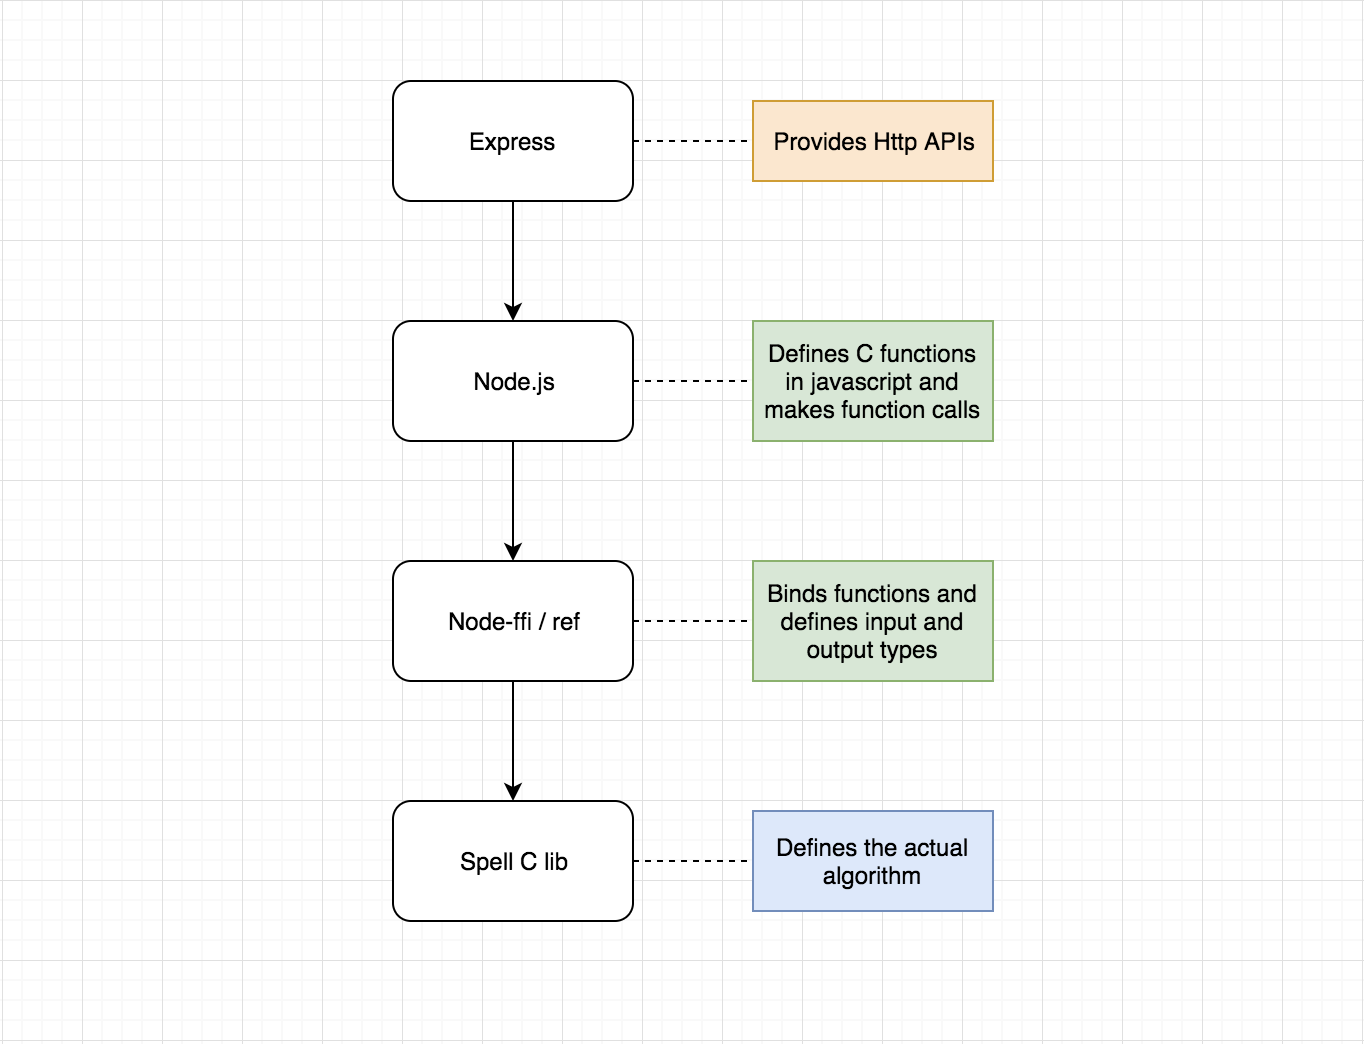 Express
Provides Http APIs
Node.js
Defines C functions
in javascript and
makes function calls
Node-ffi / ref
Binds functions and
defines input and
output types
Spell C lib
Defines the actual
algorithm